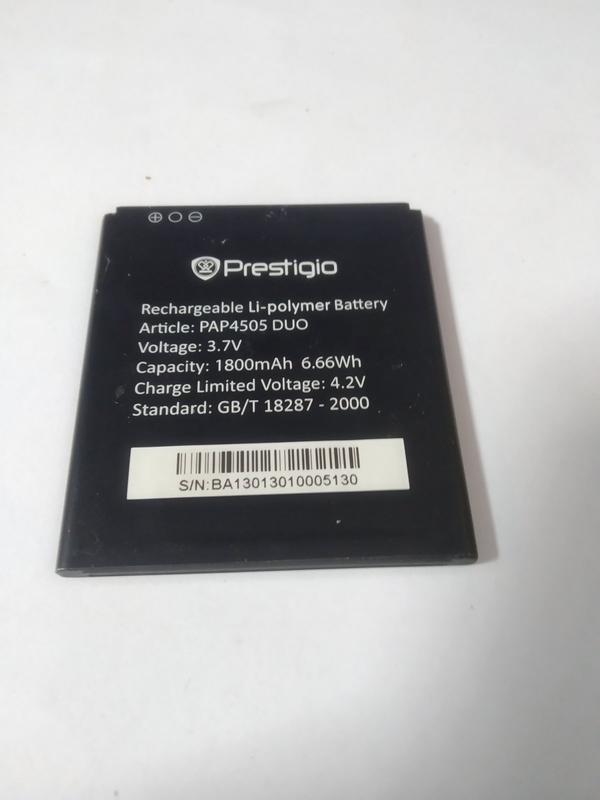 Prestigio
Rechargeable Li-polymer Battery
Article: PAP4505 DUO
Voltage: 3.7V
Capacity: 1800mAh 6.66Wh
Charge Limited Voltage: 4.2V
Standard: GB/T 18287 - 2000
S/N:BA13013010005130